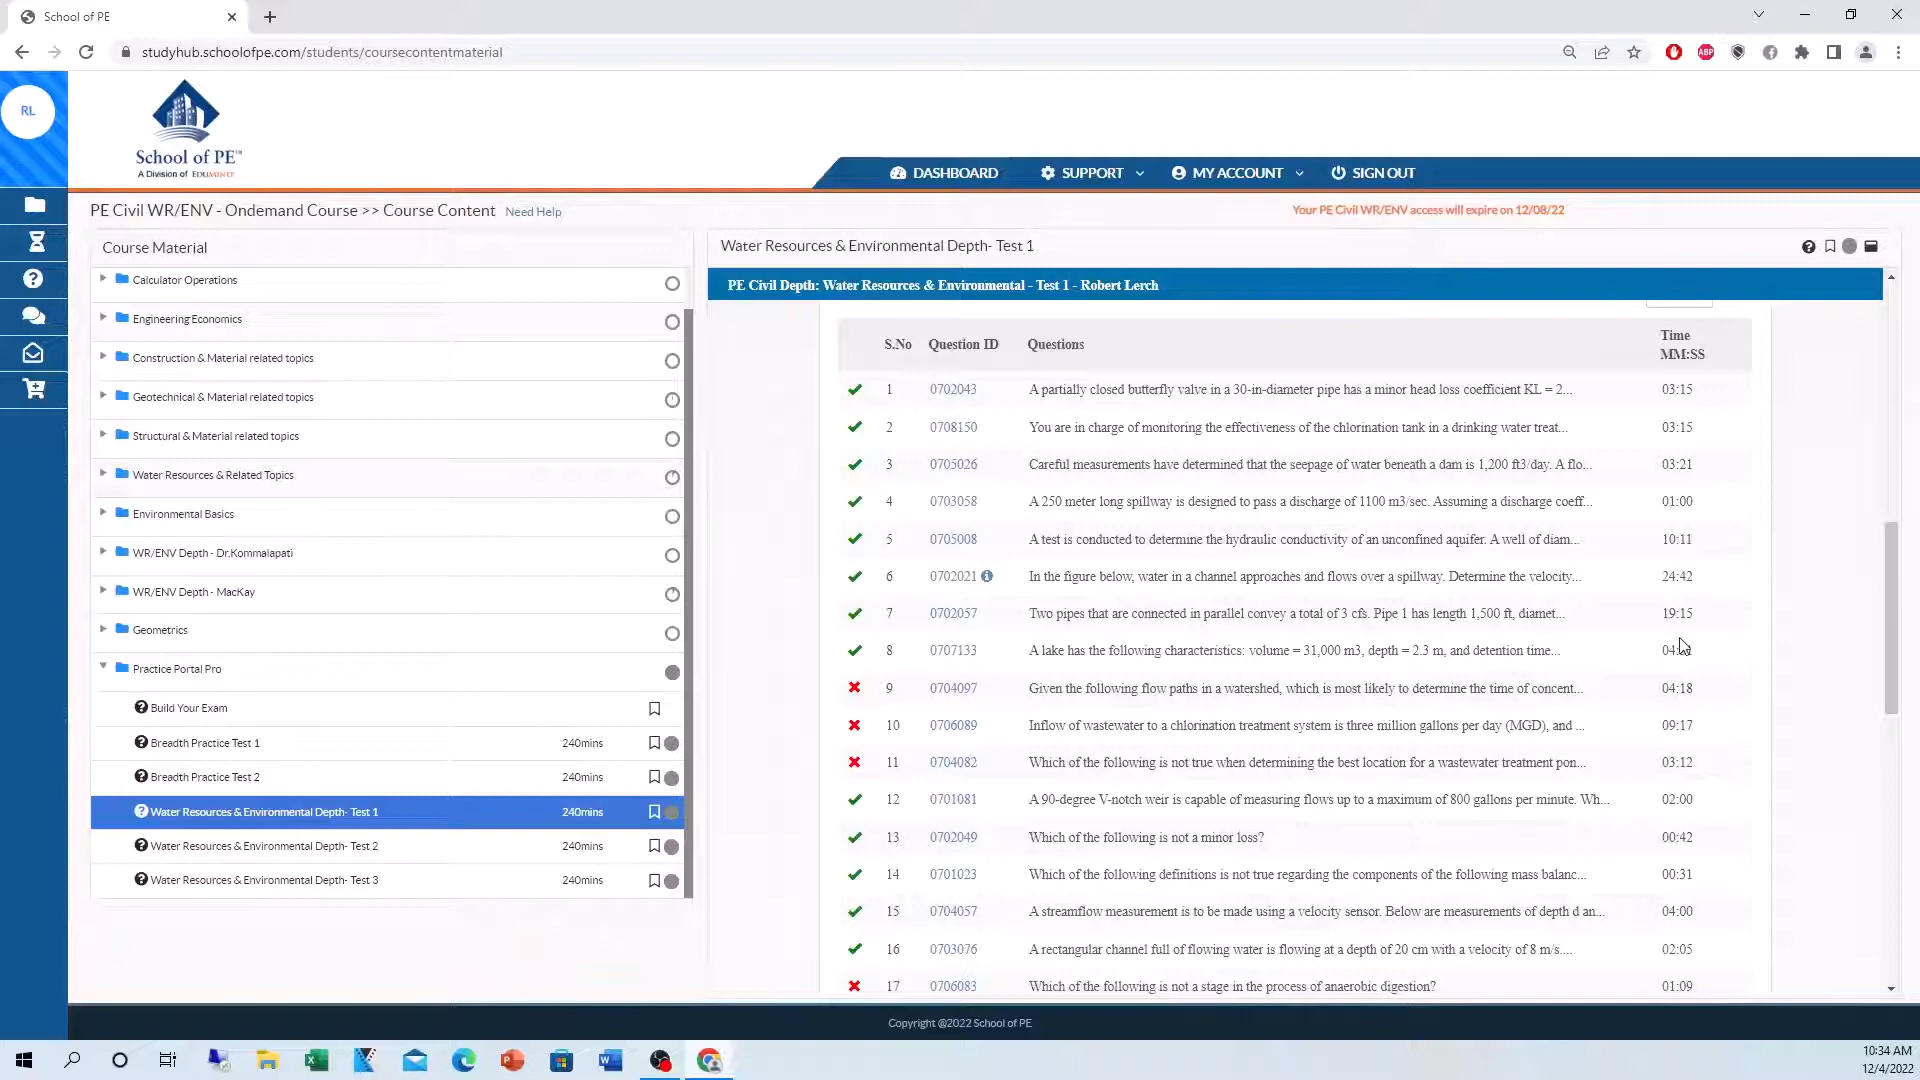 School of PE
studyhub.schoolofpe.com/students/coursecontentmaterial
ABP
RL
School of PE™
A Division of EDUMIND
DASHBOARD
SUPPORT
MY ACCOUNT
SIGN OUT
PE Civil WR/ENV - Ondemand Course >> Course Content
Need Help
Your PE Civil WR/ENV access will expire on 12/08/22
Course Material
Calculator Operations
Engineering Economics
Construction & Material related topics
Geotechnical & Material related topics
Structural & Material related topics
Water Resources & Related Topics
Environmental Basics
WR/ENV Depth - Dr.Kommalapati
WR/ENV Depth - MacKay
Geometrics
Practice Portal Pro
Build Your Exam
Breadth Practice Test 1 240mins
Breadth Practice Test 2 240mins
Water Resources & Environmental Depth- Test 1 240mins
Water Resources & Environmental Depth- Test 2 240mins
Water Resources & Environmental Depth- Test 3 240mins
Water Resources & Environmental Depth- Test 1
PE Civil Depth: Water Resources & Environmental - Test 1 - Robert Lerch
S.No Question ID Questions Time MM:SS
1 0702043 A partially closed butterfly valve in a 30-in-diameter pipe has a minor head loss coefficient KL = 2... 03:15
2 0708150 You are in charge of monitoring the effectiveness of the chlorination tank in a drinking water treat... 03:15
3 0705026 Careful measurements have determined that the seepage of water beneath a dam is 1,200 ft3/day. A flo... 03:21
4 0703058 A 250 meter long spillway is designed to pass a discharge of 1100 m3/sec. Assuming a discharge coeff... 01:00
5 0705008 A test is conducted to determine the hydraulic conductivity of an unconfined aquifer. A well of diam... 10:11
6 0702021 In the figure below, water in a channel approaches and flows over a spillway. Determine the velocity... 24:42
7 0702057 Two pipes that are connected in parallel convey a total of 3 cfs. Pipe 1 has length 1,500 ft, diamet... 19:15
8 0707133 A lake has the following characteristics: volume = 31,000 m3, depth = 2.3 m, and detention time...
9 0704097 Given the following flow paths in a watershed, which is most likely to determine the time of concent... 04:18
10 0706089 Inflow of wastewater to a chlorination treatment system is three million gallons per day (MGD), and ... 09:17
11 0704082 Which of the following is not true when determining the best location for a wastewater treatment pon... 03:12
12 0701081 A 90-degree V-notch weir is capable of measuring flows up to a maximum of 800 gallons per minute. Wh... 02:00
13 0702049 Which of the following is not a minor loss? 00:42
14 0701023 Which of the following definitions is not true regarding the components of the following mass balanc... 00:31
15 0704057 A streamflow measurement is to be made using a velocity sensor. Below are measurements of depth d an... 04:00
16 0703076 A rectangular channel full of flowing water is flowing at a depth of 20 cm with a velocity of 8 m/s.... 02:05
17 0706083 Which of the following is not a stage in the process of anaerobic digestion? 01:09
Copyright @2022 School of PE
10:34 AM
12/4/2022